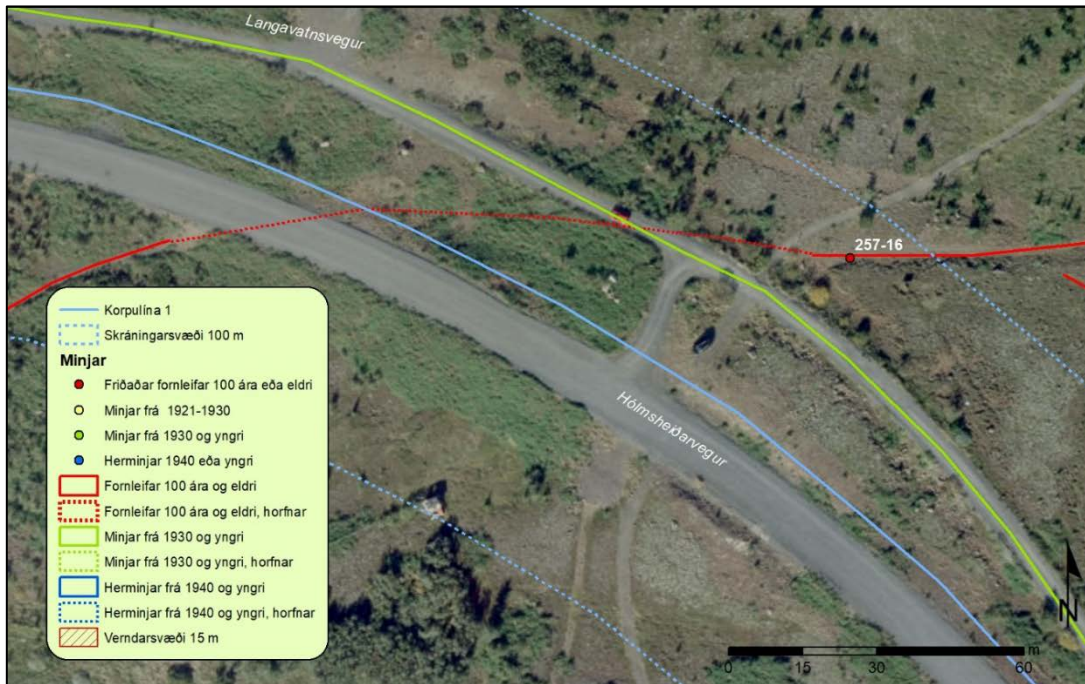 Langavatnsvegur
257-16
Hólmsheiðarvegur
Korpulína 1
Skráningarsvæði 100 m
Minjar
Friðaðar fornleifar 100 ára eða eldri
Minjar frá 1921-1930
Minjar frá 1930 og yngri
Herminjar 1940 eða yngri
Fornleifar 100 ára og eldri
Fornleifar 100 ára og eldri, horfnar
Minjar frá 1930 og yngri
Minjar frá 1930 og yngri, horfnar
Herminjar frá 1940 og yngri
Herminjar frá 1940 og yngri, horfnar
Verndarsvæði 15 m
N
m
0 15 30 60